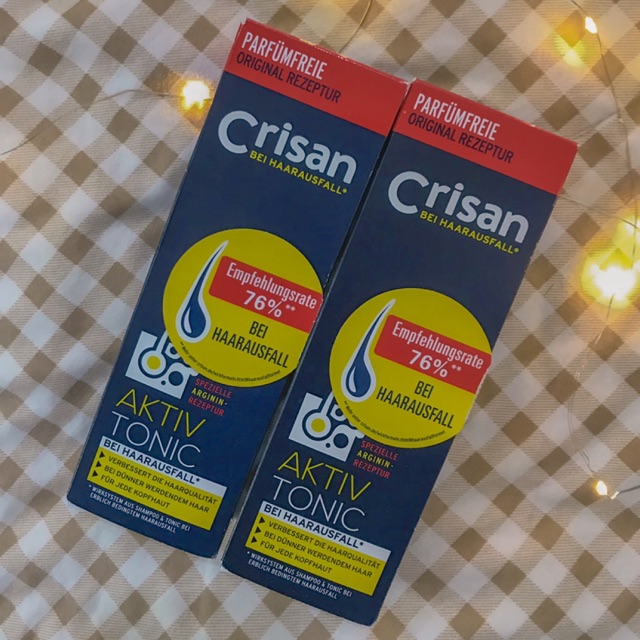 PARFÜMFREIE
ORIGINAL REZEPTUR
Crisan
BEI HAARAUSFALL*
Empfehlungsrate
76%**
BEI
HAARAUSFALL
SPEZIELLE
ARGININ-
REZEPTUR
AKTIV
TONIC
BEI HAARAUSFALL*
VERBESSERT DIE HAARQUALITÄT
BEI DÜNNER WERDENDEM HAAR
FÜR JEDE KOPFHAUT
* WIRKSYSTEM AUS SHAMPOO & TONIC BEI
ERBLICH BEDINGTEM HAARAUSFALL
PARFÜMFREIE
ORIGINAL REZEPTUR
Crisan
BEI HAARAUSFALL*
Empfehlungsrate
76%**
BEI
HAARAUSFALL
SPEZIELLE
ARGININ-
REZEPTUR
AKTIV
TONIC
BEI HAARAUSFALL*
VERBESSERT DIE HAARQUALITÄT
BEI DÜNNER WERDENDEM HAAR
FÜR JEDE KOPFHAUT
* WIRKSYSTEM AUS SHAMPOO & TONIC BEI
ERBLICH BEDINGTEM HAARAUSFALL